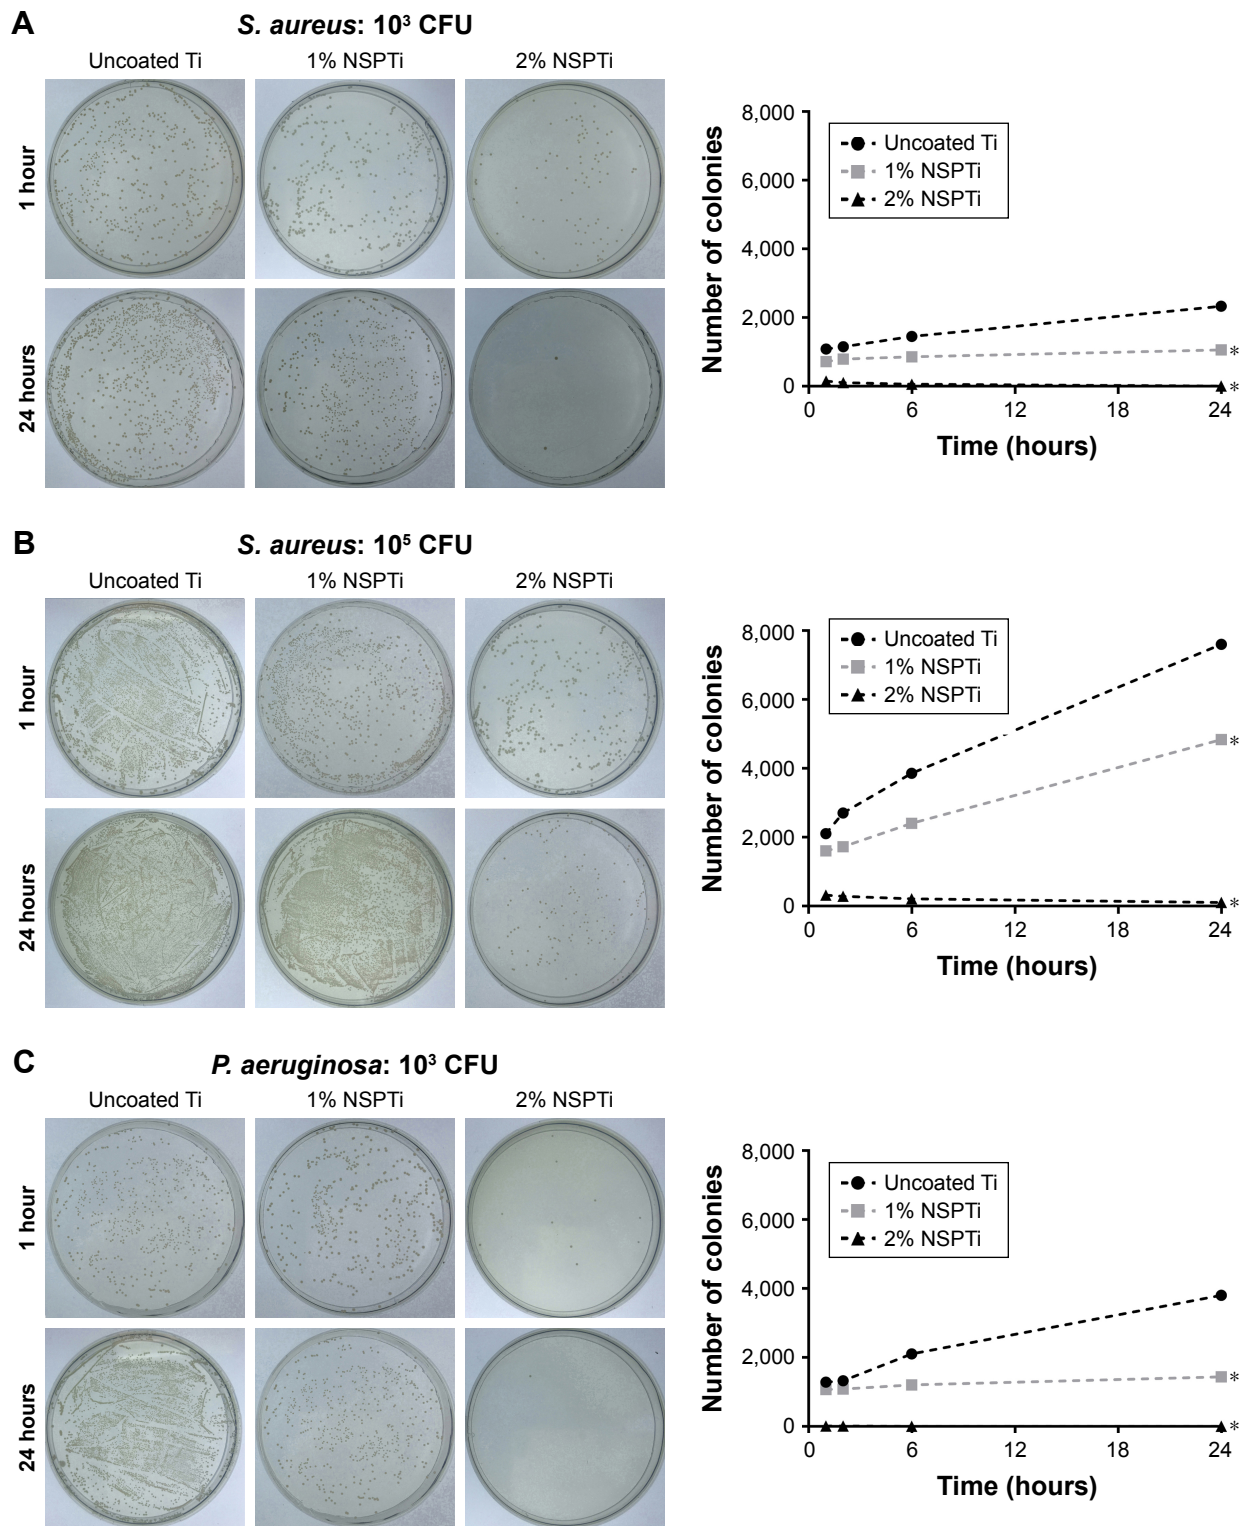 A
S. aureus: 10³ CFU
Uncoated Ti
1% NSPTi
2% NSPTi
1 hour
24 hours
Number of colonies
8,000
6,000
4,000
2,000
0
Uncoated Ti
1% NSPTi
2% NSPTi
*
*
0
6
12
18
24
Time (hours)
B
S. aureus: 10⁵ CFU
Uncoated Ti
1% NSPTi
2% NSPTi
1 hour
24 hours
Number of colonies
8,000
6,000
4,000
2,000
0
Uncoated Ti
1% NSPTi
2% NSPTi
*
*
0
6
12
18
24
Time (hours)
C
P. aeruginosa: 10³ CFU
Uncoated Ti
1% NSPTi
2% NSPTi
1 hour
24 hours
Number of colonies
8,000
6,000
4,000
2,000
0
Uncoated Ti
1% NSPTi
2% NSPTi
*
*
0
6
12
18
24
Time (hours)